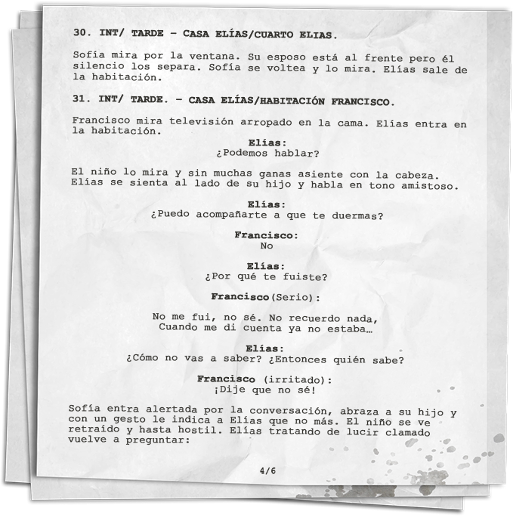 30. INT/ TARDE – CASA ELÍAS/CUARTO ELIAS.
Sofía mira por la ventana. Su esposo está al frente pero él
silencio los separa. Sofía se voltea y lo mira. Elías sale de
la habitación.
31. INT/ TARDE. – CASA ELÍAS/HABITACIÓN FRANCISCO.
Francisco mira televisión arropado en la cama. Elías entra en
la habitación.
Elías:
¿Podemos hablar?
El niño lo mira y sin muchas ganas asiente con la cabeza.
Elías se sienta al lado de su hijo y habla en tono amistoso.
Elías:
¿Puedo acompañarte a que te duermas?
Francisco:
No
Elías:
¿Por qué te fuiste?
Francisco(Serio):
No me fui, no sé. No recuerdo nada,
Cuando me di cuenta ya no estaba…
Elías:
¿Cómo no vas a saber? ¿Entonces quién sabe?
Francisco (irritado):
¡Dije que no sé!
Sofía entra alertada por la conversación, abraza a su hijo y
con un gesto le indica a Elías que no más. El niño se ve
retraído y hasta hostil. Elías tratando de lucir clamado
vuelve a preguntar:
4/6